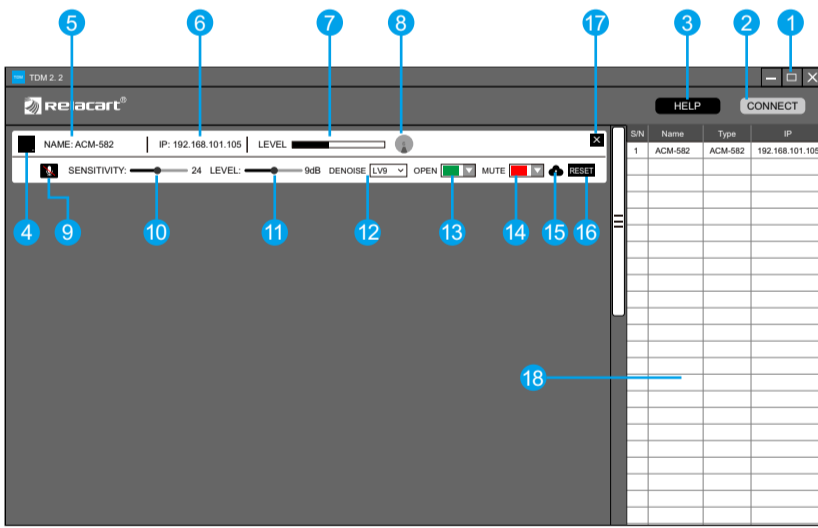 5 6 7 8 17 3 2 1
TDM TDM 2. 2
Relacart®
HELP CONNECT
NAME: ACM-582 IP: 192.168.101.105 LEVEL
SENSITIVITY: 24 LEVEL: 9dB DENOISE LV9 OPEN MUTE RESET
4 9 10 11 12 13 14 15 16
S/N Name Type IP
1 ACM-582 ACM-582 192.168.101.105
18